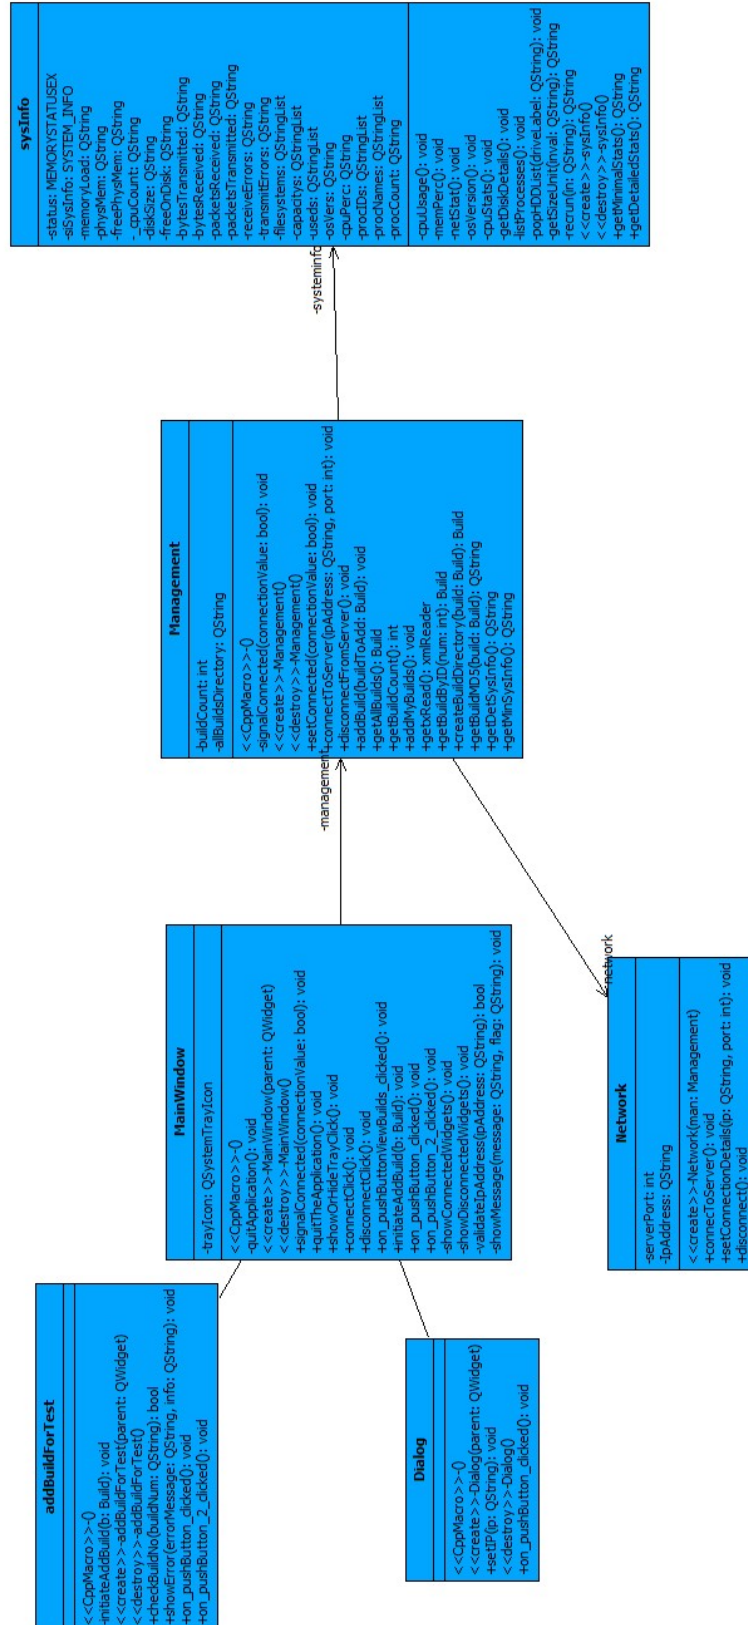 addBuildForTest
<<CppMacro>>-()
-initiateAddBuild(b: Build): void
<<create>>-addBuildForTest(parent: QWidget)
<<destroy>>-addBuildForTest()
+checkBuildNo(buildNum: QString): bool
+showError(errorMessage: QString, info: QString): void
+on_pushButton_clicked(): void
+on_pushButton_2_clicked(): void
Dialog
<<CppMacro>>-()
<<create>>-Dialog(parent: QWidget)
+setIP(ip: QString): void
<<destroy>>-Dialog()
+on_pushButton_clicked(): void
MainWindow
-trayIcon: QSystemTrayIcon
<<CppMacro>>-()
-quitApplication(): void
<<create>>-MainWindow(parent: QWidget)
<<destroy>>-MainWindow()
+signalConnected(connectionValue: bool): void
+quitTheApplication(): void
+showOrHideTrayClick(): void
+connectClick(): void
+disconnectClick(): void
+on_pushButtonViewBuilds_clicked(): void
+initiateAddBuild(b: Build): void
+on_pushButton_clicked(): void
+on_pushButton_2_clicked(): void
-showConnectedWidgets(): void
-showDisconnectedWidgets(): void
-validateIpAddress(ipAddress: QString): bool
-showMessage(message: QString, flag: QString): void
-management
Network
-serverPort: int
-IpAddress: QString
<<create>>-Network(man: Management)
+connecToServer(): void
+setConnectionDetails(ip: QString, port: int): void
+disconnect(): void
-network
Management
-buildCount: int
-allBuildsDirectory: QString
<<CppMacro>>-()
-signalConnected(connectionValue: bool): void
<<create>>-Management()
<<destroy>>-Management()
+setConnected(connectionValue: bool): void
+connectToServer(ipAddress: QString, port: int): void
+disconnectFromServer(): void
+addBuild(buildToAdd: Build): void
+getAllBuilds(): Build
+getBuildCount(): int
+addMyBuilds(): void
+getxRead(): xmlReader
+getBuildByID(num: int): Build
+createBuildDirectory(build: Build): Build
+getBuildMD5(build: Build): QString
+getDetSysInfo(): QString
+getMinSysInfo(): QString
-systeminfo
sysInfo
-status: MEMORYSTATUSEX
-siSysInfo: SYSTEM_INFO
-memoryLoad: QString
-physMem: QString
-freePhysMem: QString
-_cpuCount: QString
-diskSize: QString
-freeOnDisk: QString
-bytesTransmitted: QString
-bytesReceived: QString
-packetsReceived: QString
-packetsTransmitted: QString
-receiveErrors: QString
-transmitErrors: QString
-filesystems: QStringList
-capacitys: QStringList
-useds: QStringList
-osVers: QString
-cpuPerc: QString
-procIDs: QStringList
-procNames: QStringList
-procCount: QString
-cpuUsage(): void
-memPerc(): void
-netStat(): void
-osVersion(): void
-cpuStats(): void
-getDiskDetails(): void
-listProcesses(): void
-popHDDList(driveLabel: QString): void
-getSizeUnit(nval: QString): QString
-recrun(in: QString): QString
<<create>>-sysInfo()
<<destroy>>-sysInfo()
+getMinimalStats(): QString
+getDetailedStats(): QString